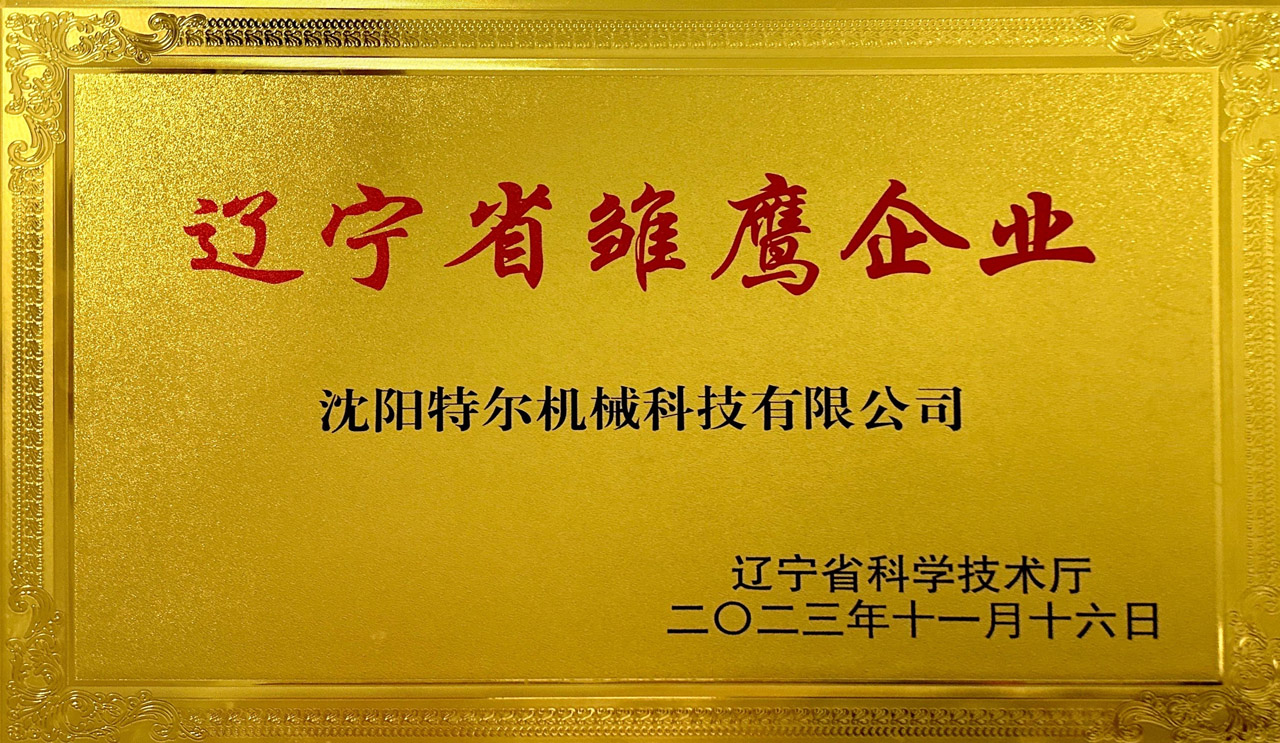 辽宁省雏鹰企业
沈阳特尔机械科技有限公司
辽宁省科学技术厅
二〇二三年十一月十六日